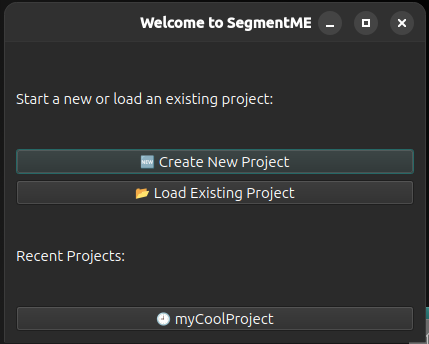 Welcome to SegmentME
Start a new or load an existing project:
🆕 Create New Project
📂 Load Existing Project
Recent Projects:
🕘 myCoolProject